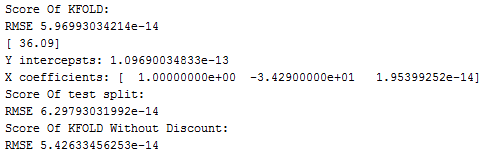 Score Of KFOLD:
RMSE 5.96993034214e-14
[ 36.09]
Y intercepsts: 1.09690034833e-13
X coefficients: [  1.00000000e+00  -3.42900000e+01   1.95399252e-14]
Score Of test split:
RMSE 6.29793031992e-14
Score Of KFOLD Without Discount:
RMSE 5.42633456253e-14